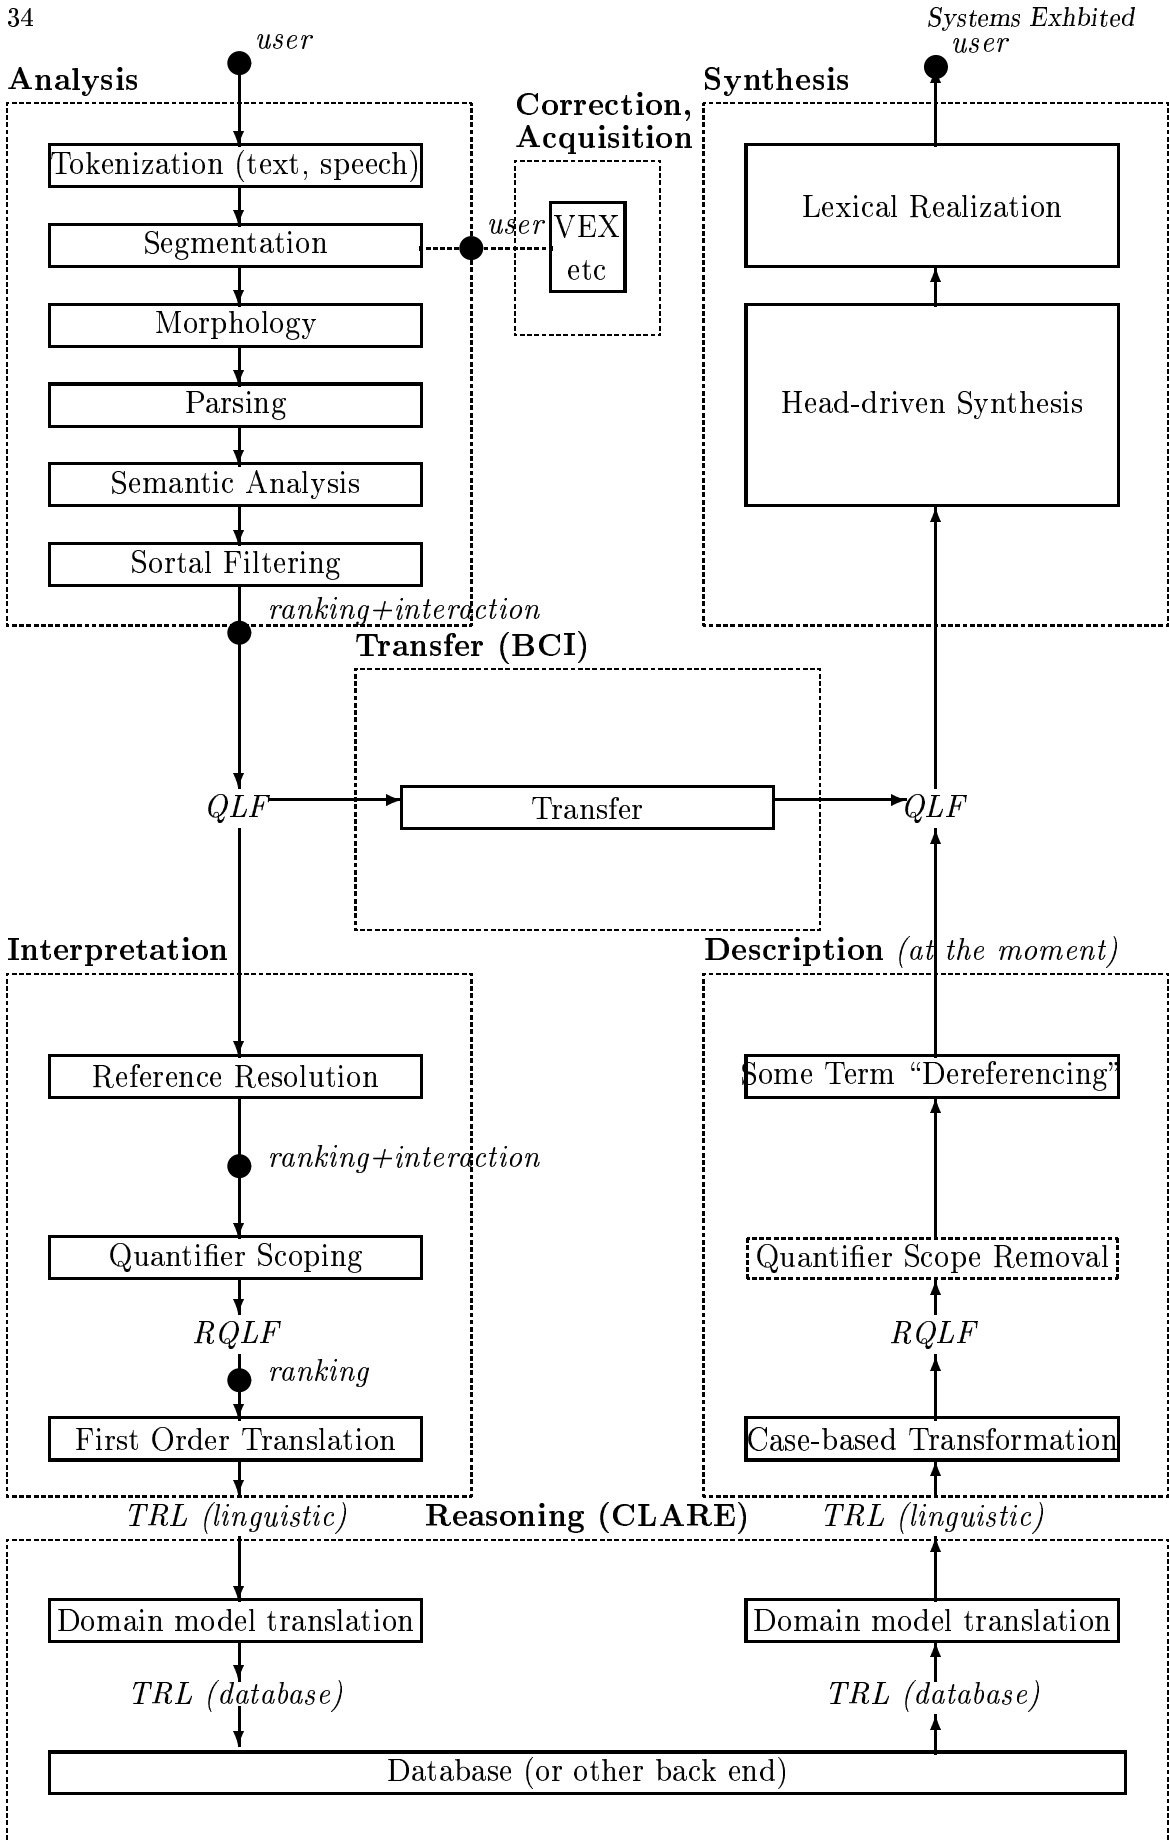 34
Systems Exhbited
user
user
Analysis
Synthesis
Correction,
Acquisition
Tokenization (text, speech)
Segmentation
Morphology
Parsing
Semantic Analysis
Sortal Filtering
ranking+interaction
user
VEX
etc
Lexical Realization
Head-driven Synthesis
Transfer (BCI)
QLF
Transfer
QLF
Interpretation
Description (at the moment)
Reference Resolution
Some Term “Dereferencing”
ranking+interaction
Quantifier Scoping
Quantifier Scope Removal
RQLF
RQLF
ranking
First Order Translation
Case-based Transformation
TRL (linguistic)
Reasoning (CLARE)
TRL (linguistic)
Domain model translation
Domain model translation
TRL (database)
TRL (database)
Database (or other back end)